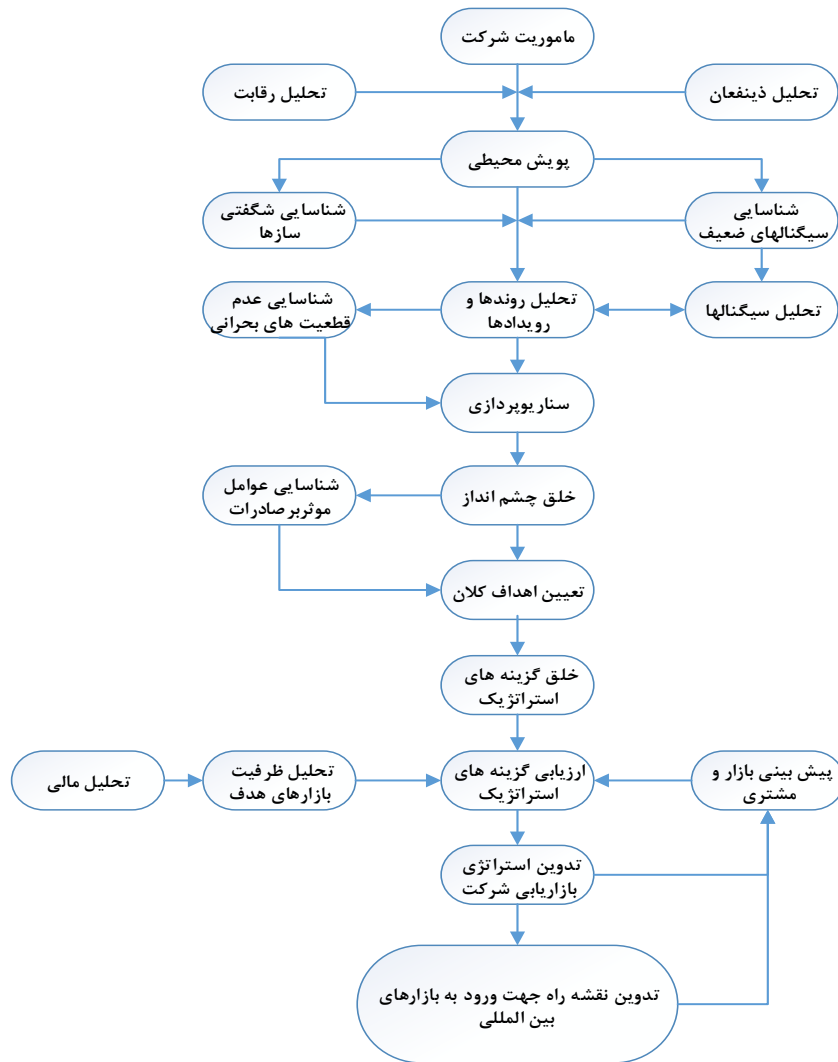 ماموریت شرکت
تحلیل ذینفعان
تحلیل رقابت
پویش محیطی
شناسایی
سیگنالهای ضعیف
شناسایی شگفتی
سازها
تحلیل سیگنالها
تحلیل روندها و
رویدادها
شناسایی عدم
قطعیت های بحرانی
سناریوپردازی
خلق چشم انداز
شناسایی عوامل
موثربرصادرات
تعیین اهداف کلان
خلق گزینه های
استراتژیک
پیش بینی بازار و
مشتری
ارزیابی گزینه های
استراتژیک
تحلیل ظرفیت
بازارهای هدف
تحلیل مالی
تدوین استراتژی
بازاریابی شرکت
تدوین نقشه راه جهت ورود به بازارهای
بین المللی